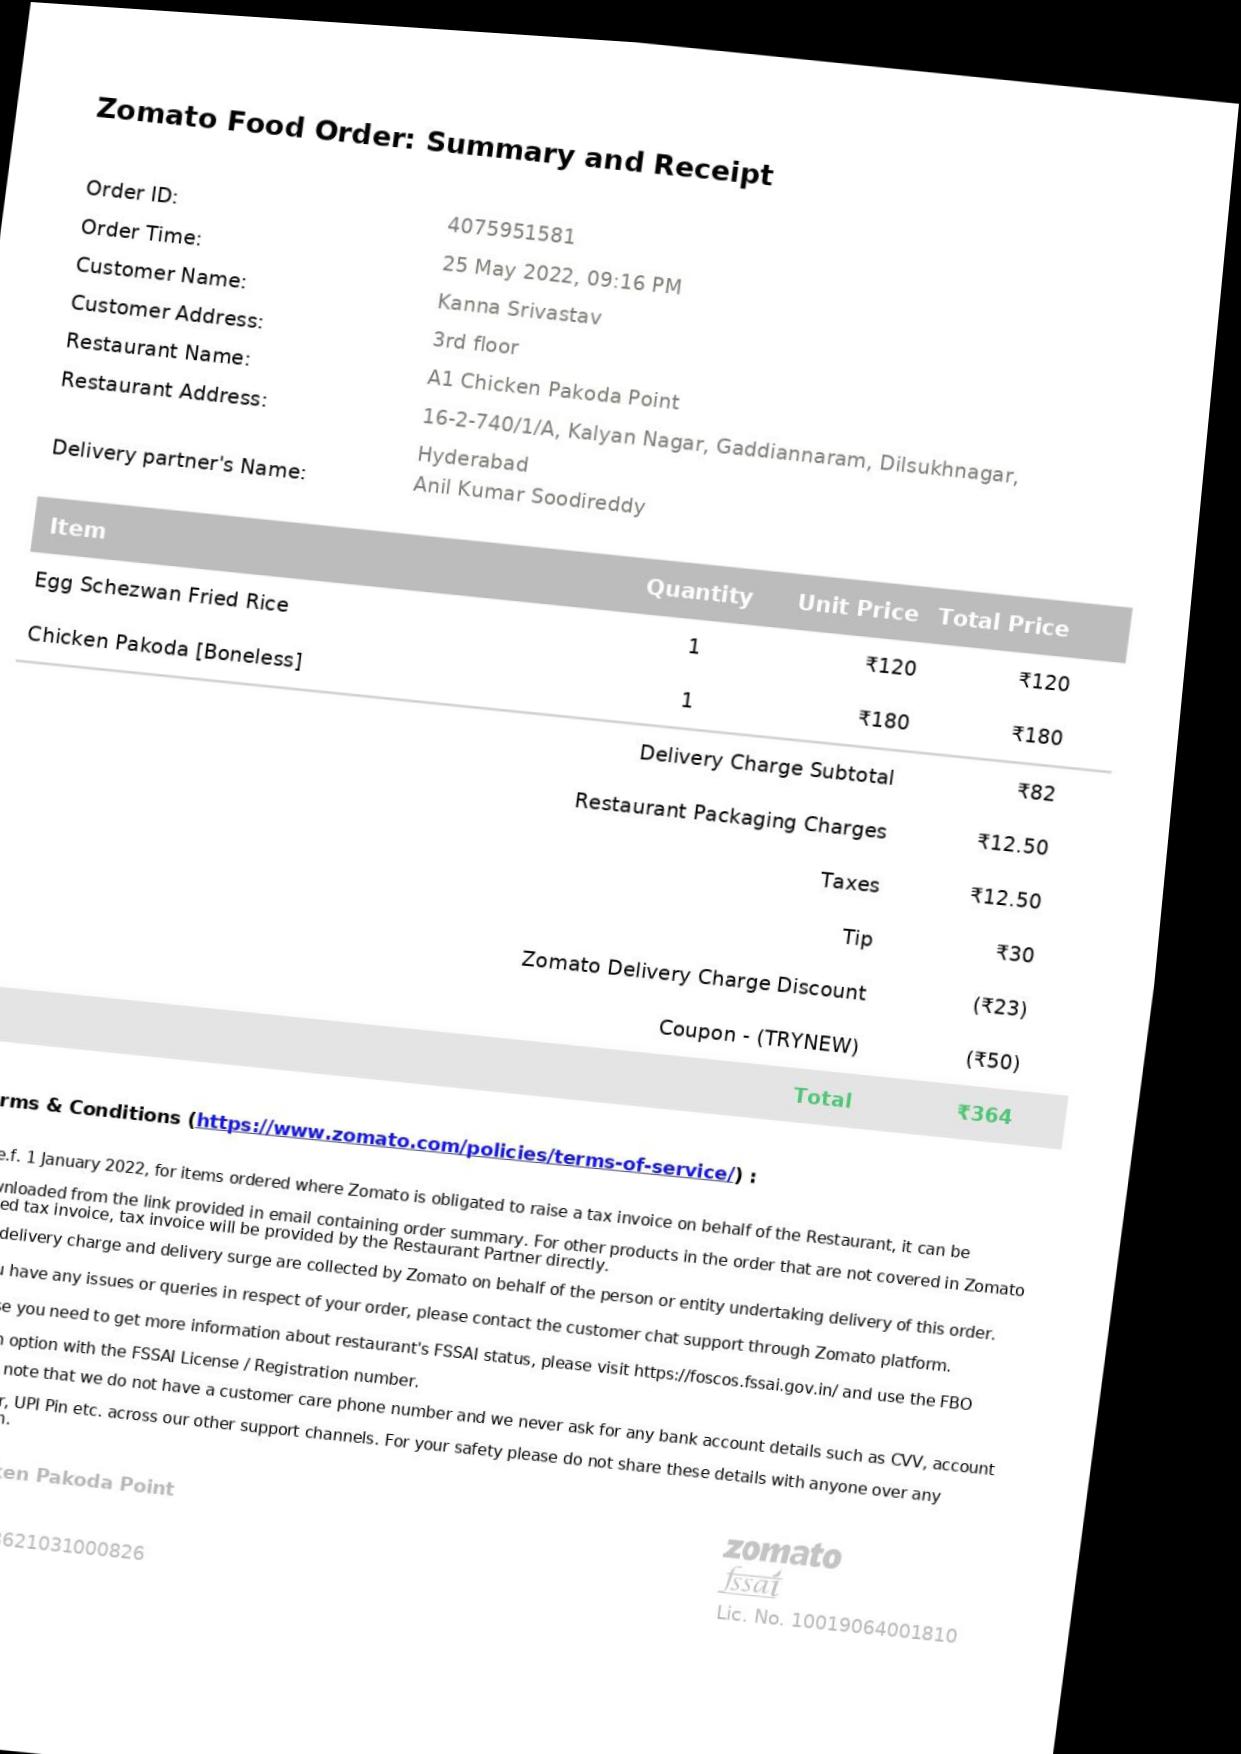 Zomato Food Order: Summary and Receipt
Order ID: 4075951581
Order Time: 25 May 2022, 09:16 PM
Customer Name: Kanna Srivastav
Customer Address: 3rd floor
Restaurant Name: A1 Chicken Pakoda Point
Restaurant Address: 16-2-740/1/A, Kalyan Nagar, Gaddiannaram, Dilsukhnagar,
Hyderabad
Delivery partner's Name: Anil Kumar Soodireddy
Item Quantity Unit Price Total Price
Egg Schezwan Fried Rice 1 ₹120 ₹120
Chicken Pakoda [Boneless] 1 ₹180 ₹180
Delivery Charge Subtotal ₹82
Restaurant Packaging Charges ₹12.50
Taxes ₹12.50
Tip ₹30
Zomato Delivery Charge Discount (₹23)
Coupon - (TRYNEW) (₹50)
Total ₹364
rms & Conditions (https://www.zomato.com/policies/terms-of-service/) :
e.f. 1 January 2022, for items ordered where Zomato is obligated to raise a tax invoice on behalf of the Restaurant, it can be
wnloaded from the link provided in email containing order summary. For other products in the order that are not covered in Zomato
ed tax invoice, tax invoice will be provided by the Restaurant Partner directly.
delivery charge and delivery surge are collected by Zomato on behalf of the person or entity undertaking delivery of this order.
u have any issues or queries in respect of your order, please contact the customer chat support through Zomato platform.
se you need to get more information about restaurant's FSSAI status, please visit https://foscos.fssai.gov.in/ and use the FBO
n option with the FSSAI License / Registration number.
note that we do not have a customer care phone number and we never ask for any bank account details such as CVV, account
r, UPI Pin etc. across our other support channels. For your safety please do not share these details with anyone over any
n.
ken Pakoda Point
3621031000826
zomato
fssai
Lic. No. 10019064001810